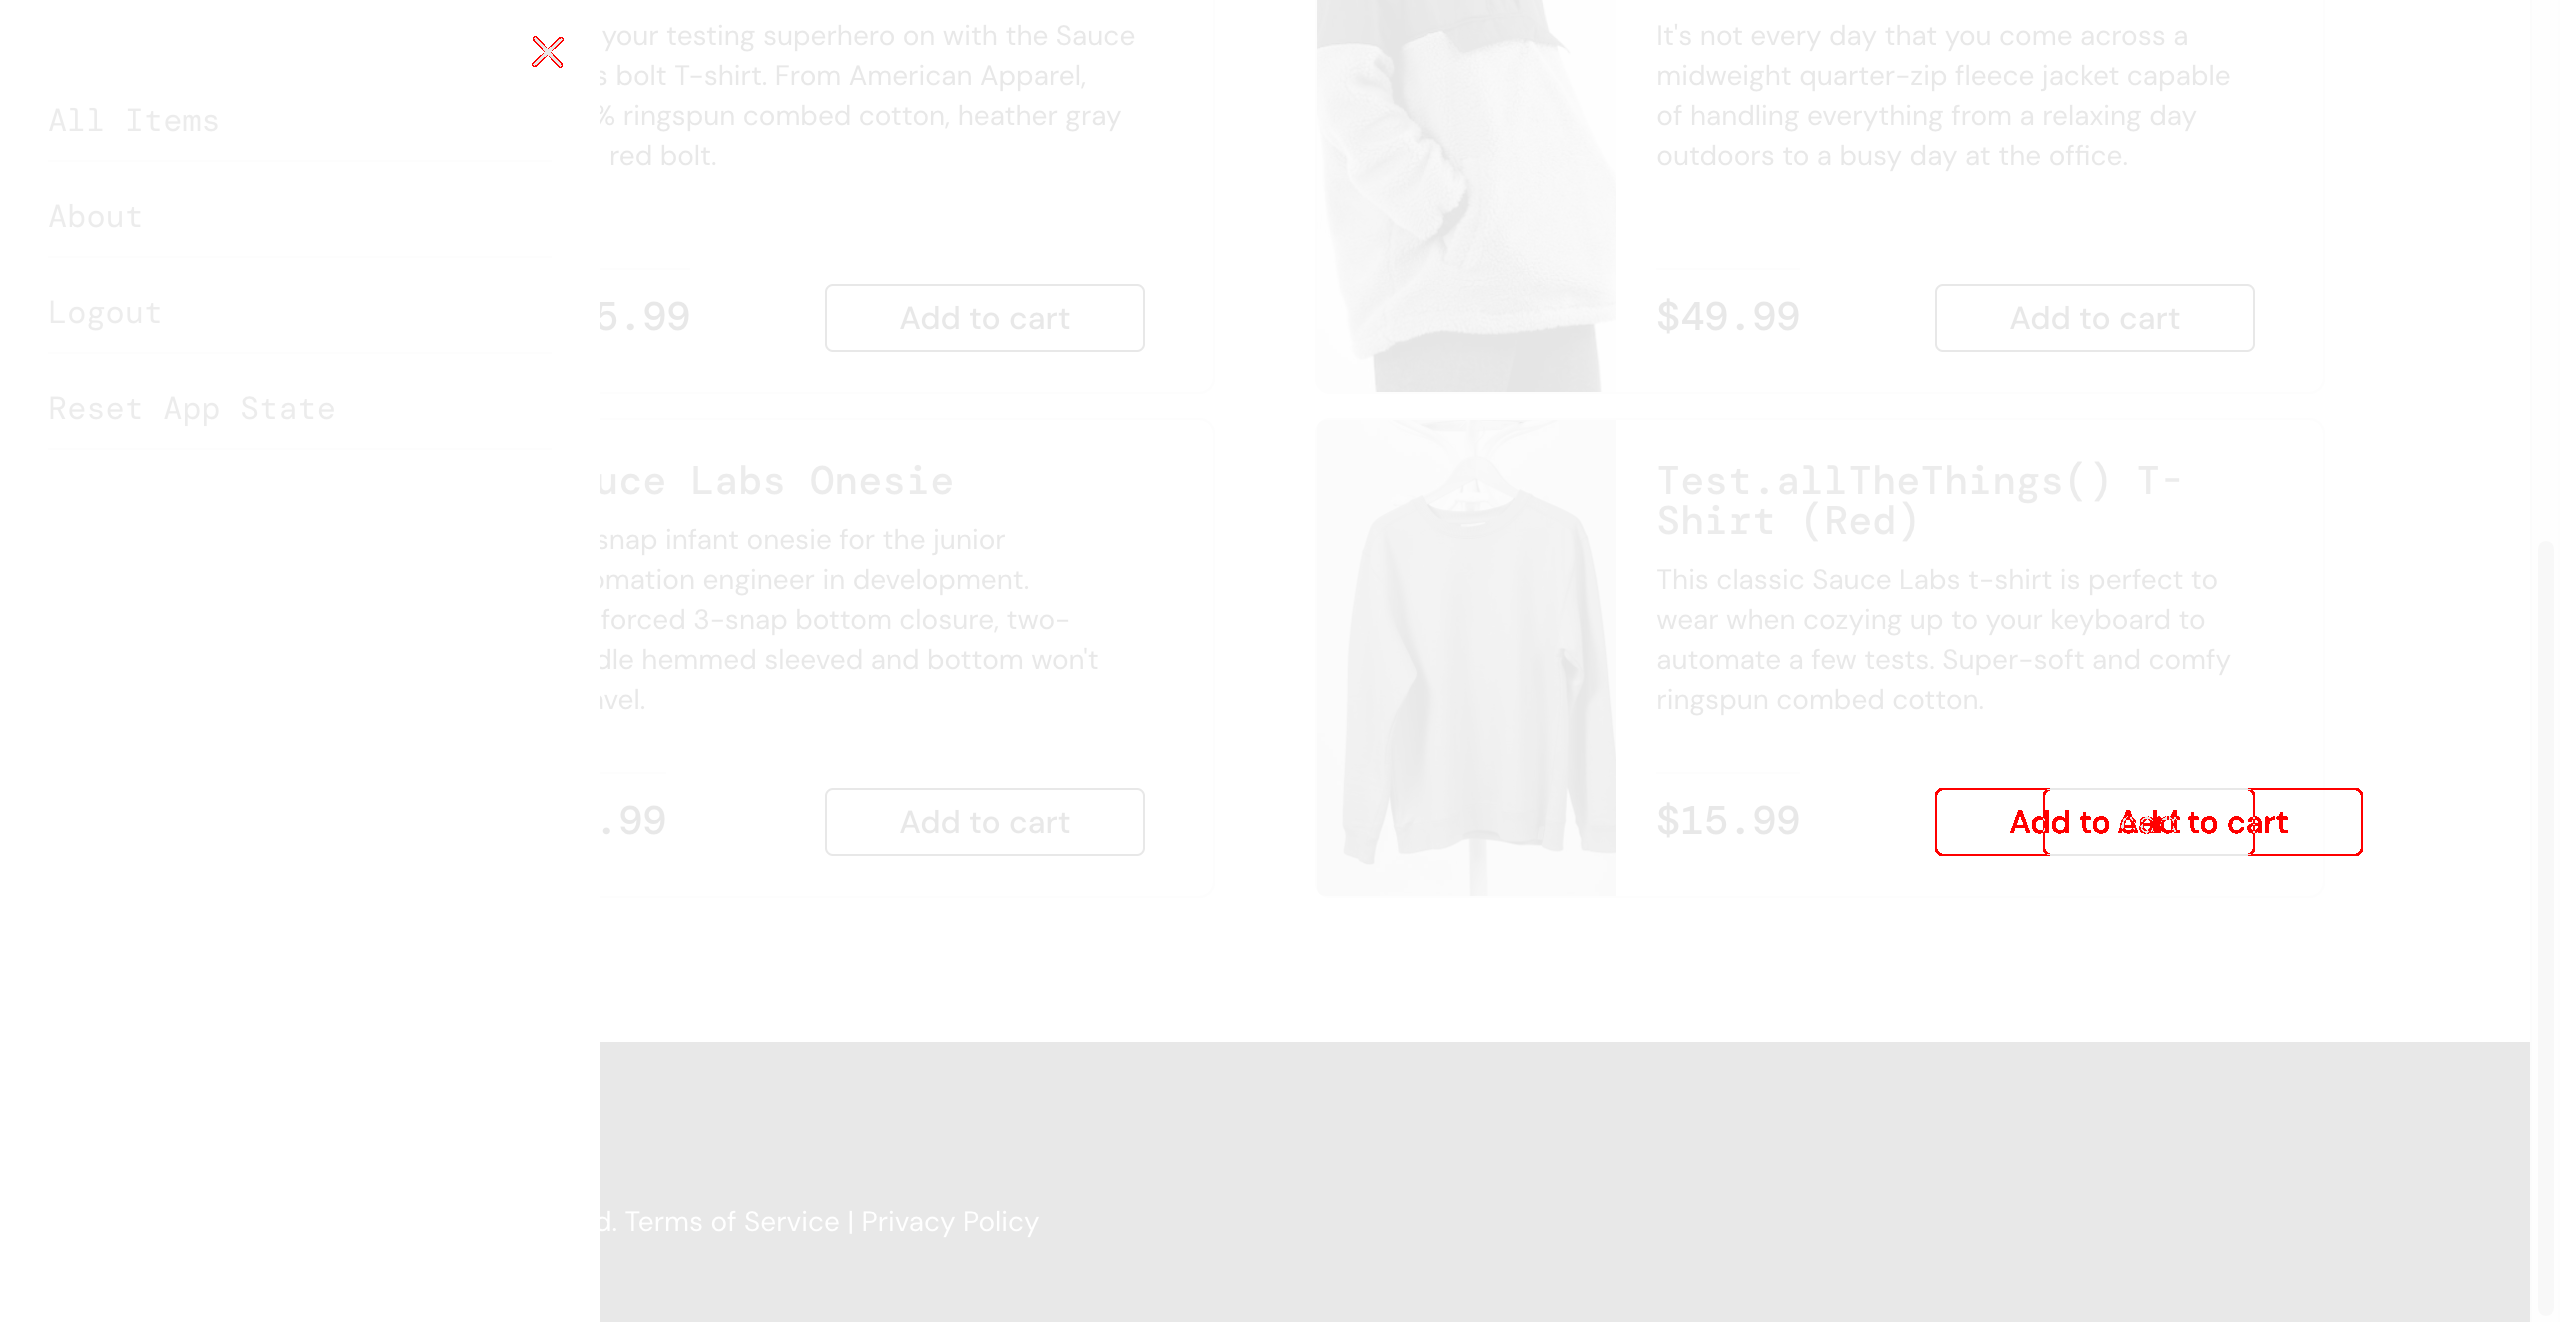 All Items
About
Logout
Reset App State
your testing superhero on with the Sauce
bolt T-shirt. From American Apparel,
% ringspun combed cotton, heather gray
red bolt.
5.99
Add to cart
It's not every day that you come across a
midweight quarter-zip fleece jacket capable
of handling everything from a relaxing day
outdoors to a busy day at the office.
$49.99
Add to cart
uce Labs Onesie
snap infant onesie for the junior
omation engineer in development.
forced 3-snap bottom closure, two-
dle hemmed sleeved and bottom won't
avel.
.99
Add to cart
Test.allTheThings() T-
Shirt (Red)
This classic Sauce Labs t-shirt is perfect to
wear when cozying up to your keyboard to
automate a few tests. Super-soft and comfy
ringspun combed cotton.
$15.99
Add to cart
Add to cart
d. Terms of Service | Privacy Policy